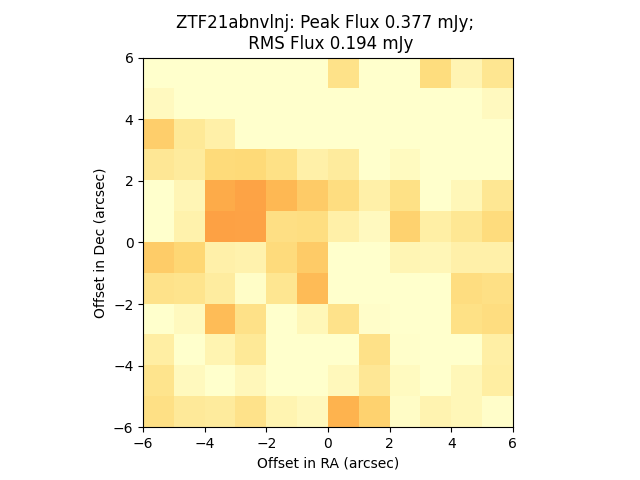 ZTF21abnvlnj: Peak Flux 0.377 mJy;
RMS Flux 0.194 mJy
6
4
2
0
−2
−4
−6
Offset in Dec (arcsec)
−6 −4 −2 0 2 4 6
Offset in RA (arcsec)